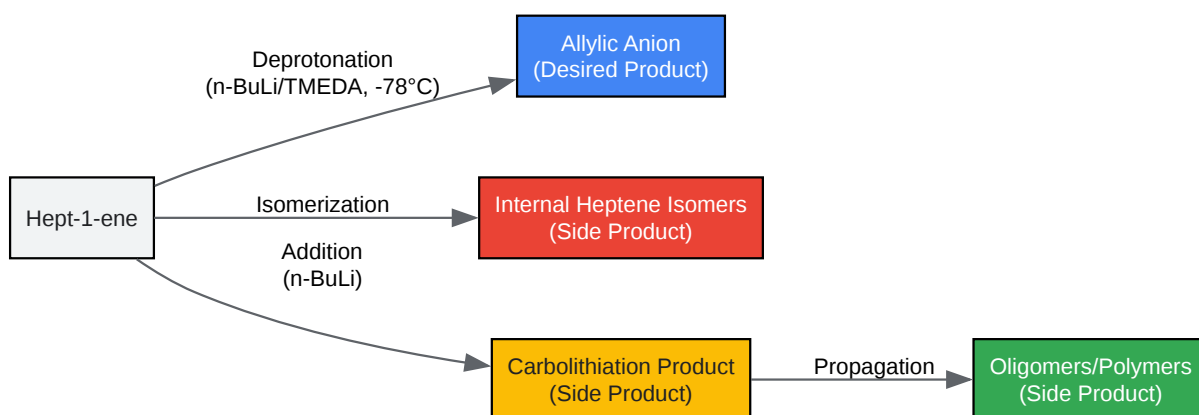 Allylic Anion
(Desired Product)
Deprotonation
(n-BuLi/TMEDA, -78°C)
Hept-1-ene
Isomerization
Internal Heptene Isomers
(Side Product)
Addition
(n-BuLi)
Carbolithiation Product
(Side Product)
Propagation
Oligomers/Polymers
(Side Product)